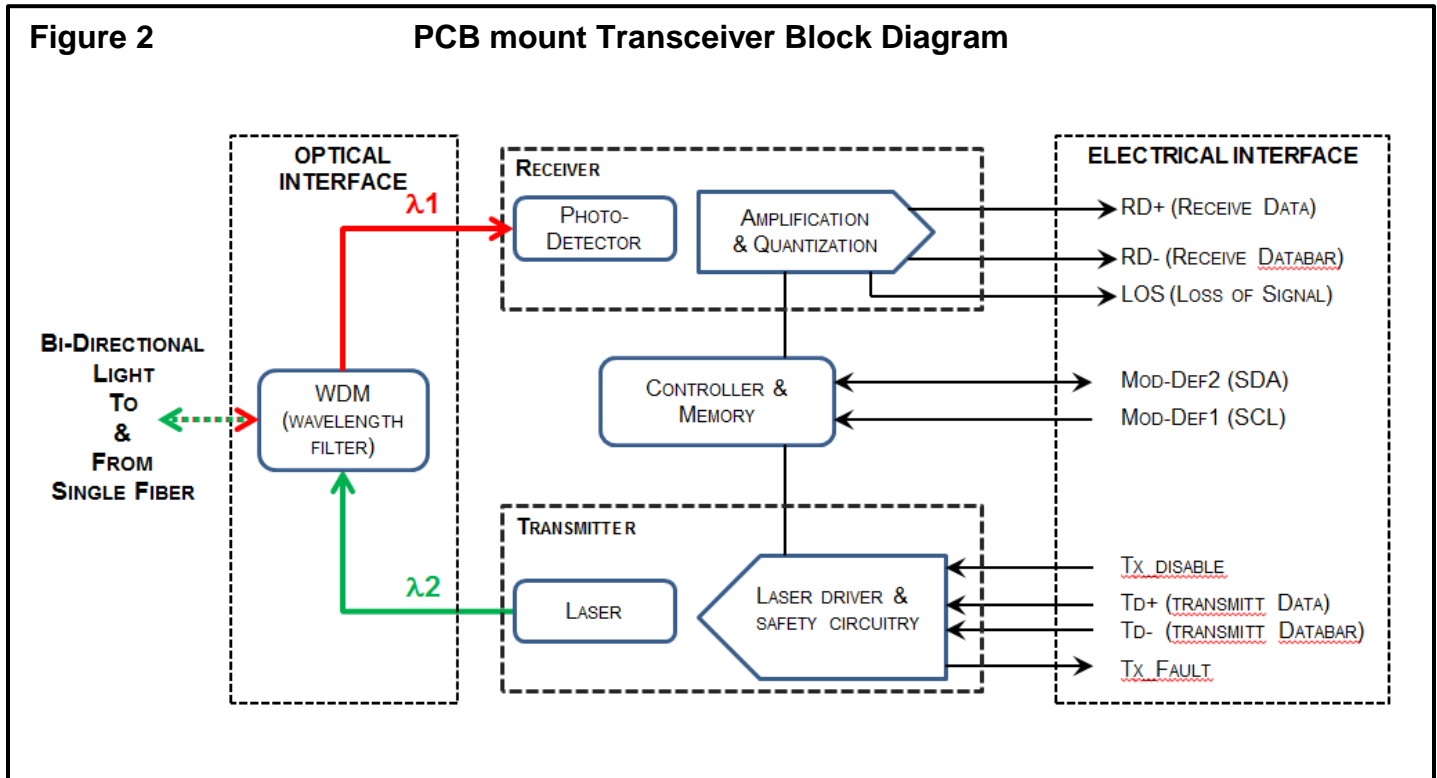 Figure 2
PCB mount Transceiver Block Diagram
OPTICAL
INTERFACE
λ1
BI-DIRECTIONAL
LIGHT
TO
&
FROM
SINGLE FIBER
WDM
(WAVELENGTH
FILTER)
λ2
RECEIVER
PHOTO-
DETECTOR
AMPLIFICATION
& QUANTIZATION
CONTROLLER &
MEMORY
TRANSMITTER
LASER
LASER DRIVER &
SAFETY CIRCUITRY
ELECTRICAL INTERFACE
RD+ (RECEIVE DATA)
RD- (RECEIVE DATABAR)
LOS (LOSS OF SIGNAL)
MOD-DEF2 (SDA)
MOD-DEF1 (SCL)
TX_DISABLE
TD+ (TRANSMITT DATA)
TD- (TRANSMITT DATABAR)
TX_FAULT